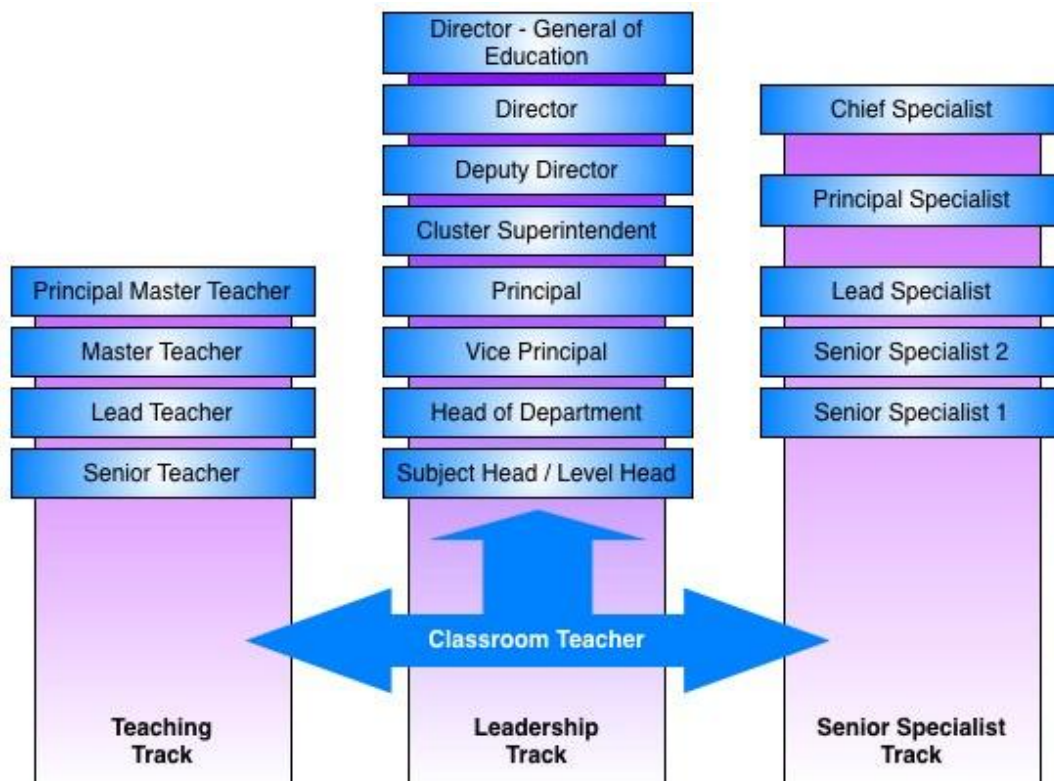 Principal Master Teacher
Master Teacher
Lead Teacher
Senior Teacher
Teaching
Track
Director - General of
Education
Director
Deputy Director
Cluster Superintendent
Principal
Vice Principal
Head of Department
Subject Head / Level Head
Classroom Teacher
Leadership
Track
Chief Specialist
Principal Specialist
Lead Specialist
Senior Specialist 2
Senior Specialist 1
Senior Specialist
Track